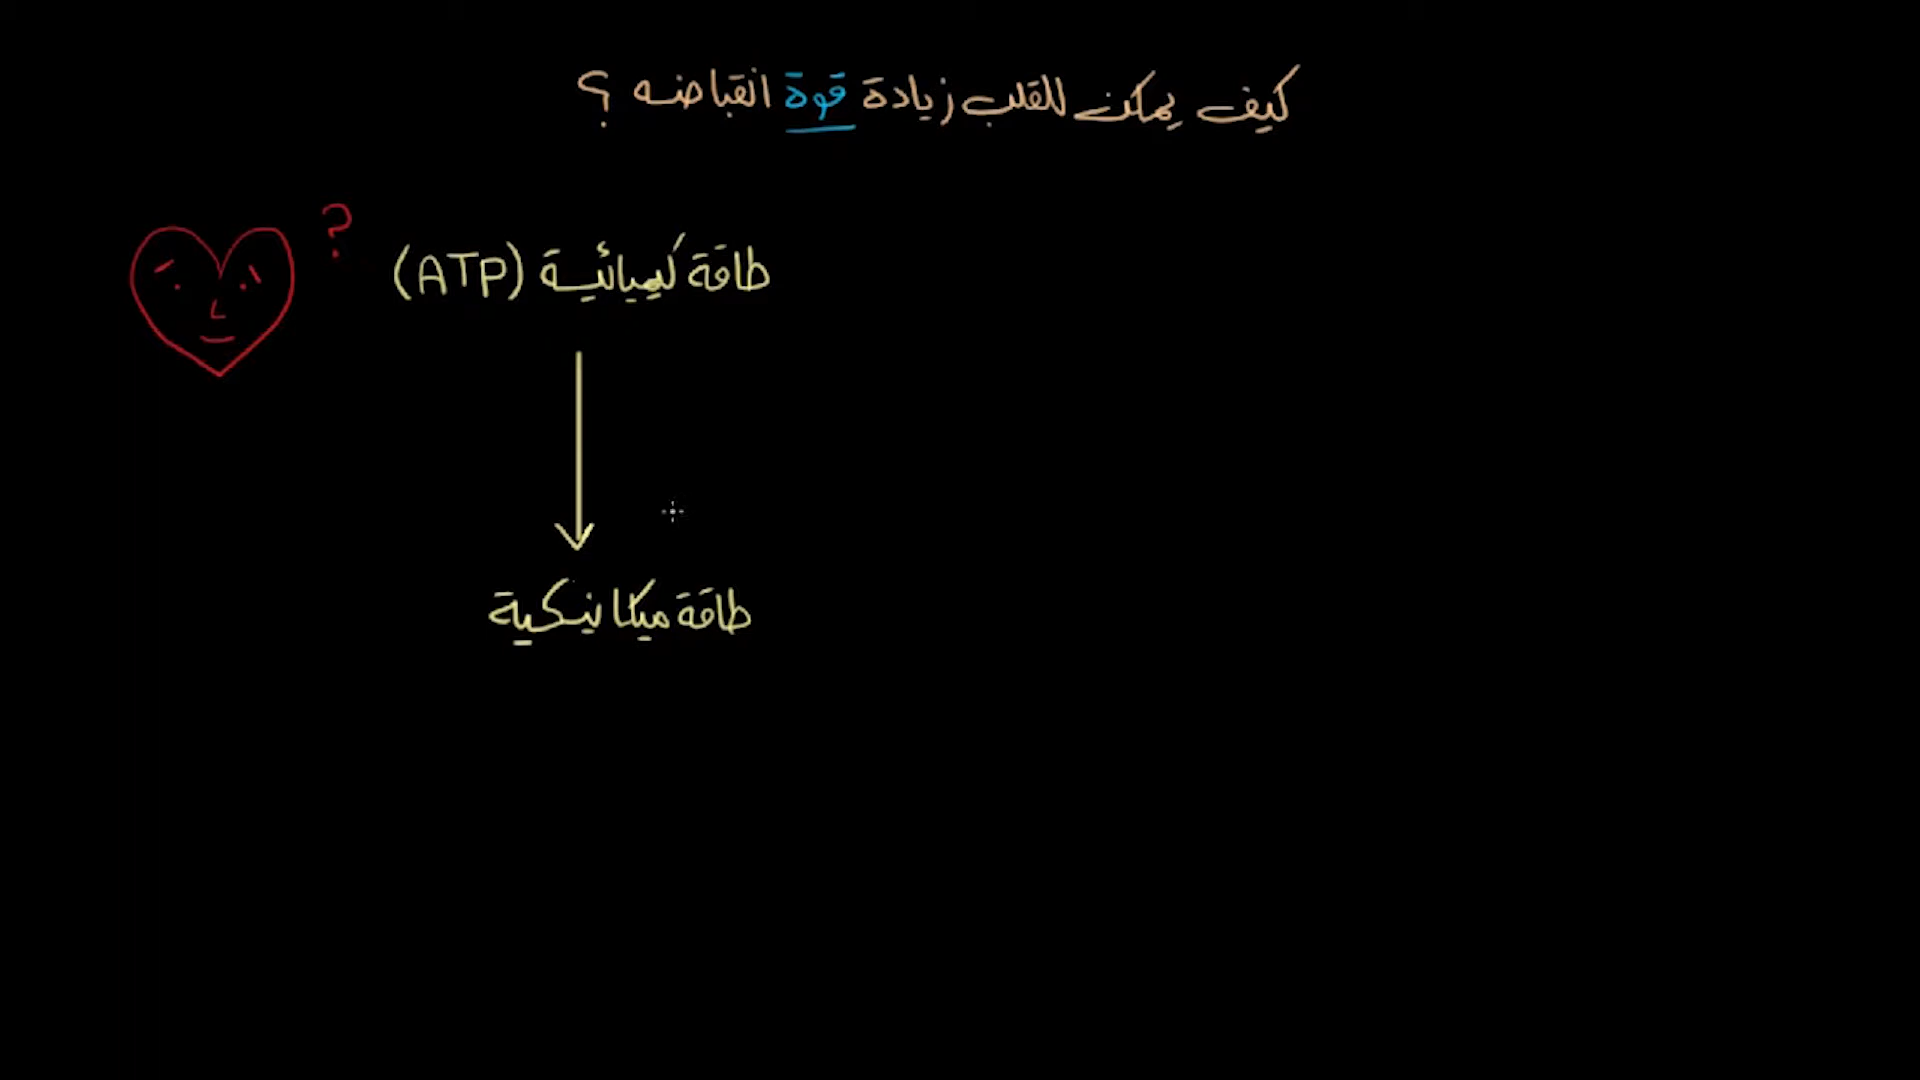 كيف يمكن للقلب زيادة قوة انقباضه ؟
?
طاقة كيميائية (ATP)
طاقة ميكانيكية